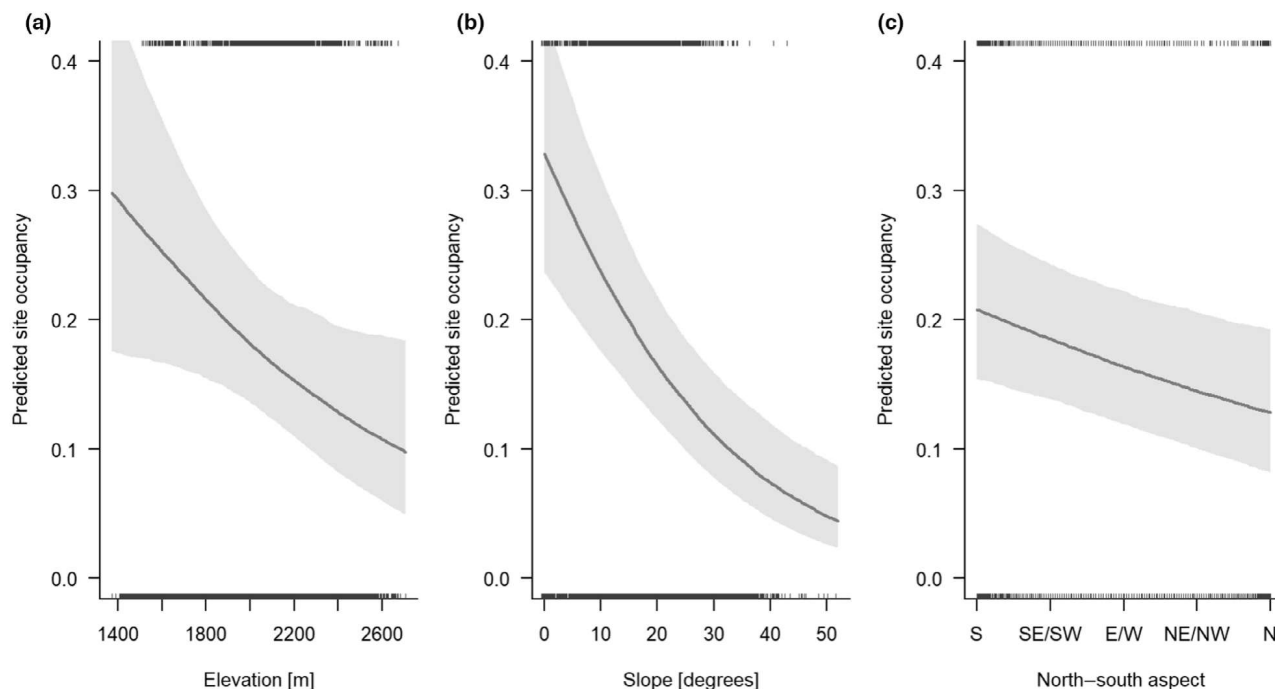 (a)
0.4
0.3
0.2
0.1
0.0
Predicted site occupancy
1400 1800 2200 2600
Elevation [m]
(b)
0.4
0.3
0.2
0.1
0.0
Predicted site occupancy
0 10 20 30 40 50
Slope [degrees]
(c)
0.4
0.3
0.2
0.1
0.0
Predicted site occupancy
S SE/SW E/W NE/NW N
North–south aspect